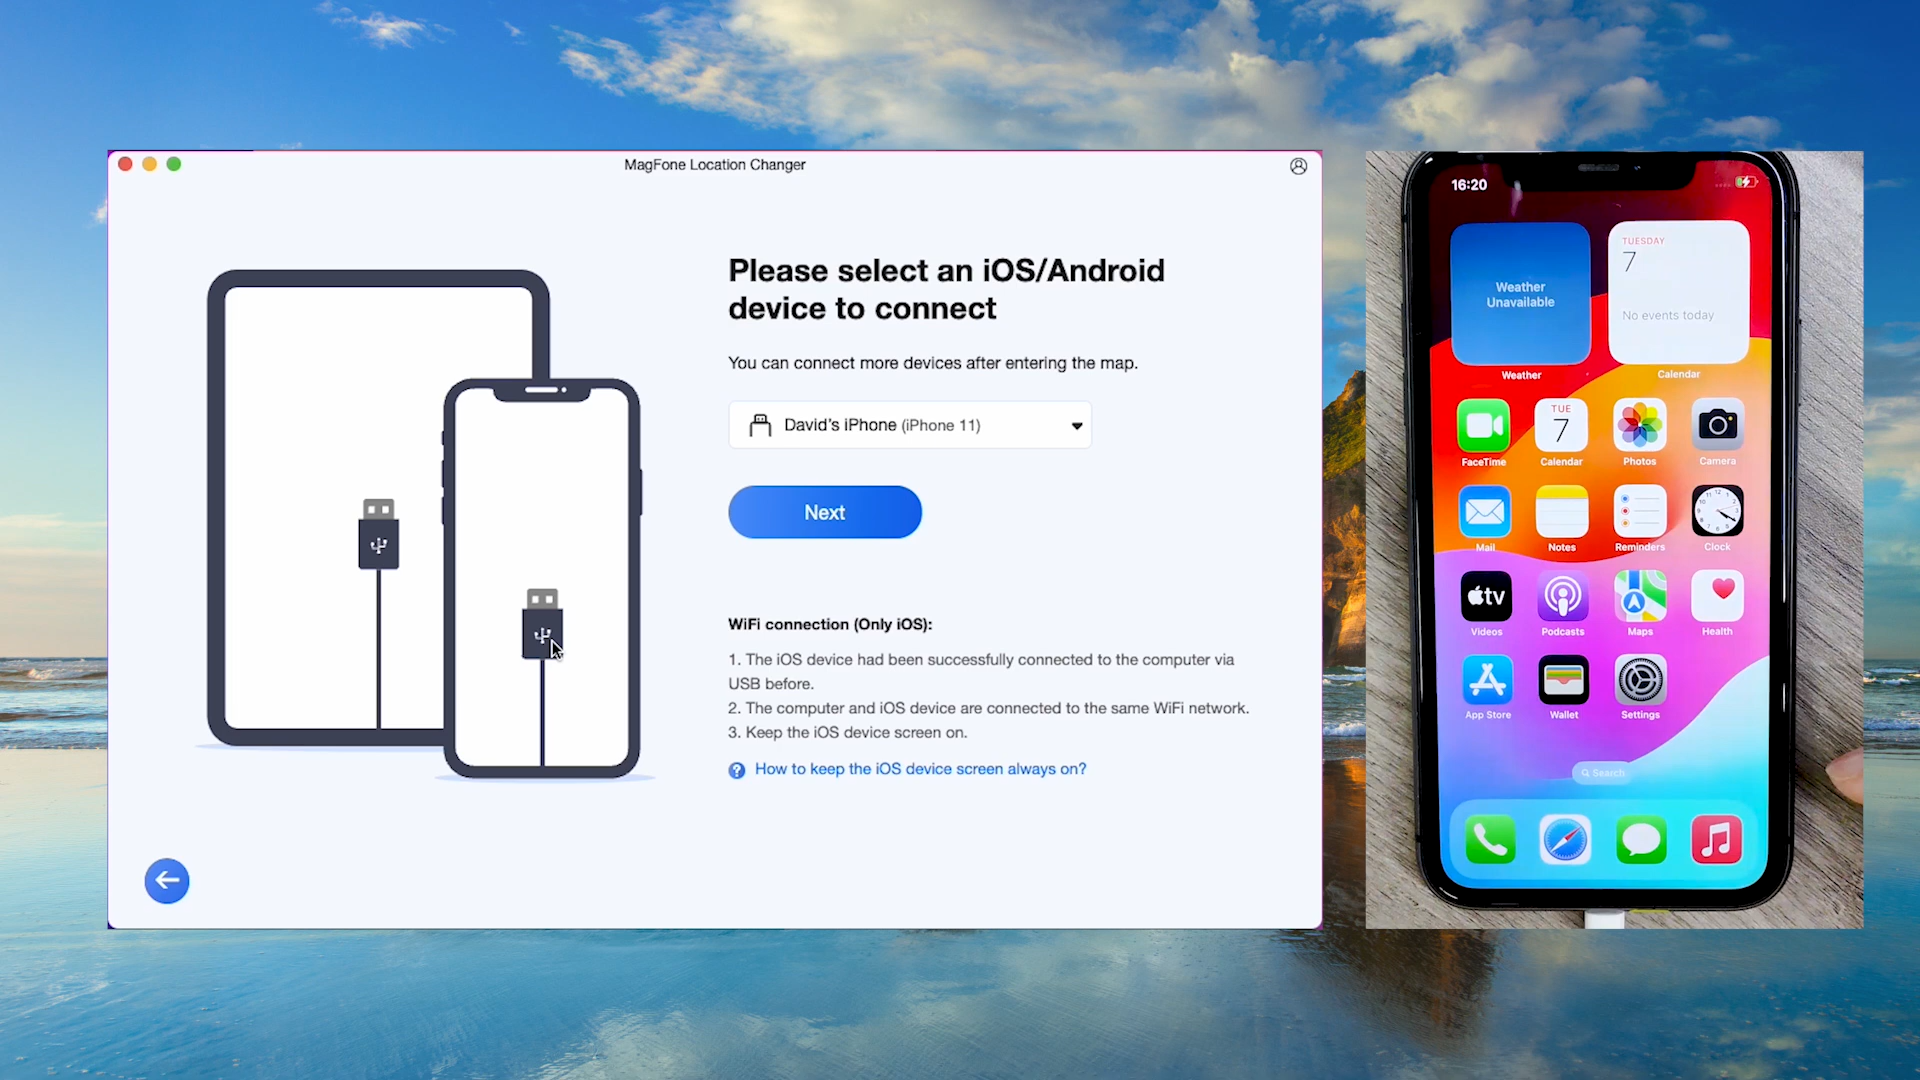 MagFone Location Changer
Please select an iOS/Android
device to connect
You can connect more devices after entering the map.
David's iPhone (iPhone 11)
Next
WiFi connection (Only iOS):
1. The iOS device had been successfully connected to the computer via
USB before.
2. The computer and iOS device are connected to the same WiFi network.
3. Keep the iOS device screen on.
? How to keep the iOS device screen always on?
16:20
Weather
Unavailable
Weather
TUESDAY
7
No events today
Calendar
FaceTime
TUE
7
Calendar
Photos
Camera
Mail
Notes
Reminders
Clock
tv
Videos
Podcasts
Maps
Health
App Store
Wallet
Settings
Search